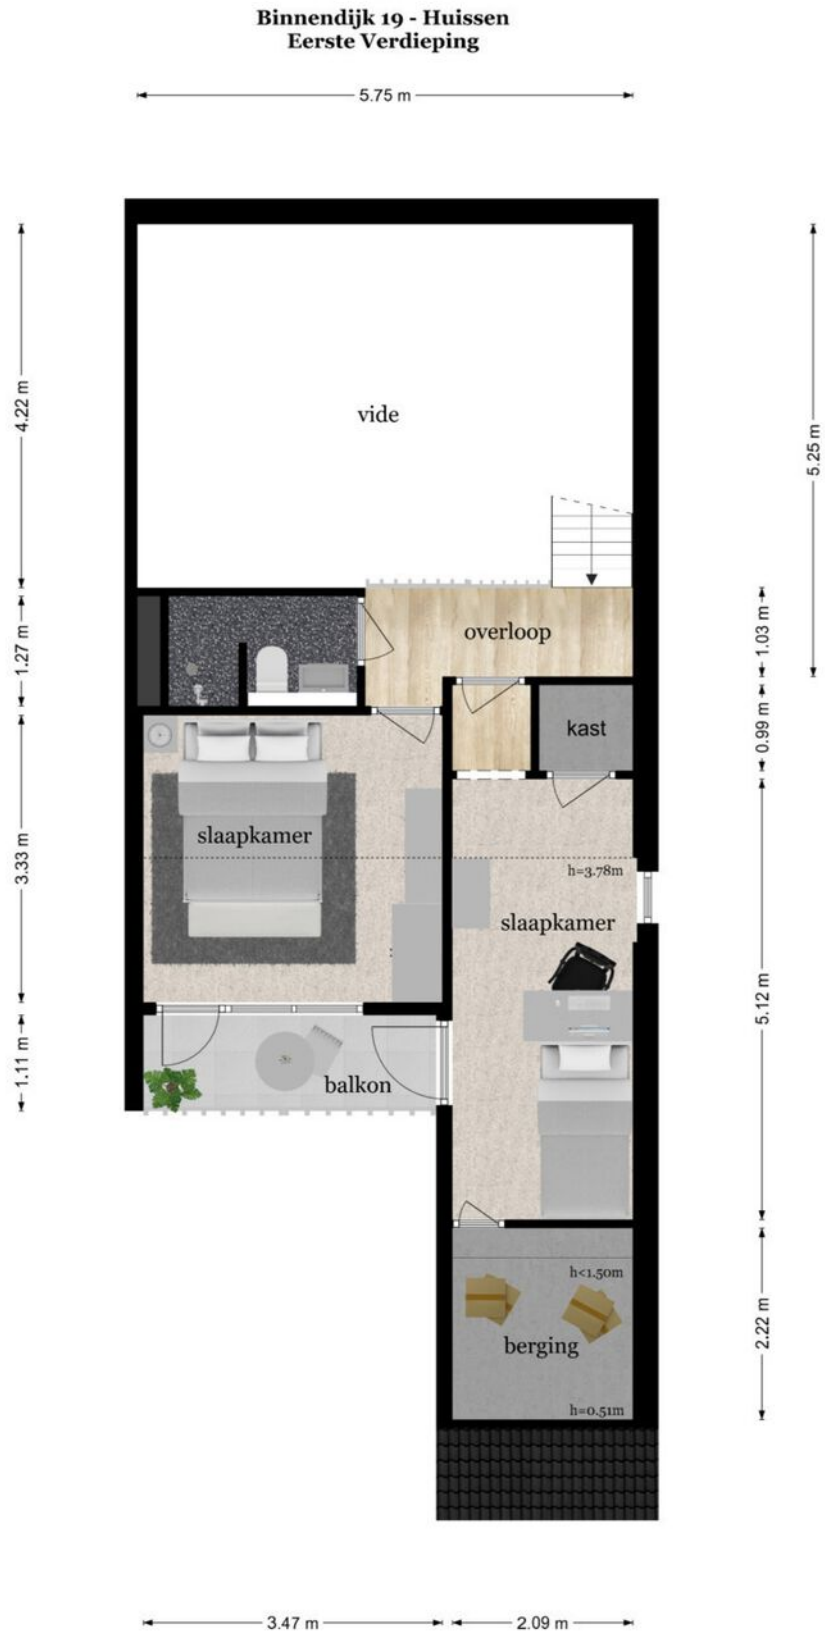 Binnendijk 19 - Huissen
Eerste Verdieping
5.75 m
4.22 m
5.25 m
vide
1.27 m
overloop
1.03 m
kast
0.99 m
3.33 m
slaapkamer
h=3.78m
slaapkamer
5.12 m
1.11 m
balkon
h<1.50m
berging
2.22 m
h=0.51m
3.47 m
2.09 m